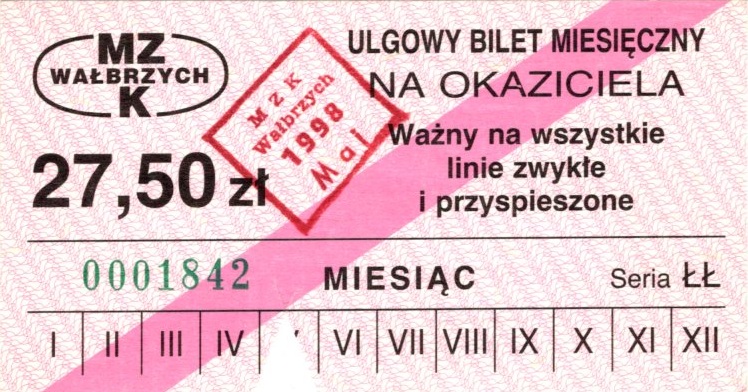 MZ
WAŁBRZYCH
K
ULGOWY BILET MIESIĘCZNY
NA OKAZICIELA
Ważny na wszystkie
linie zwykłe
i przyspieszone
27,50 zł
MZK
Wałbrzych
1998
Maj
0001842 MIESIĄC Seria ŁŁ
I II III IV VI VII VIII IX X XI XII